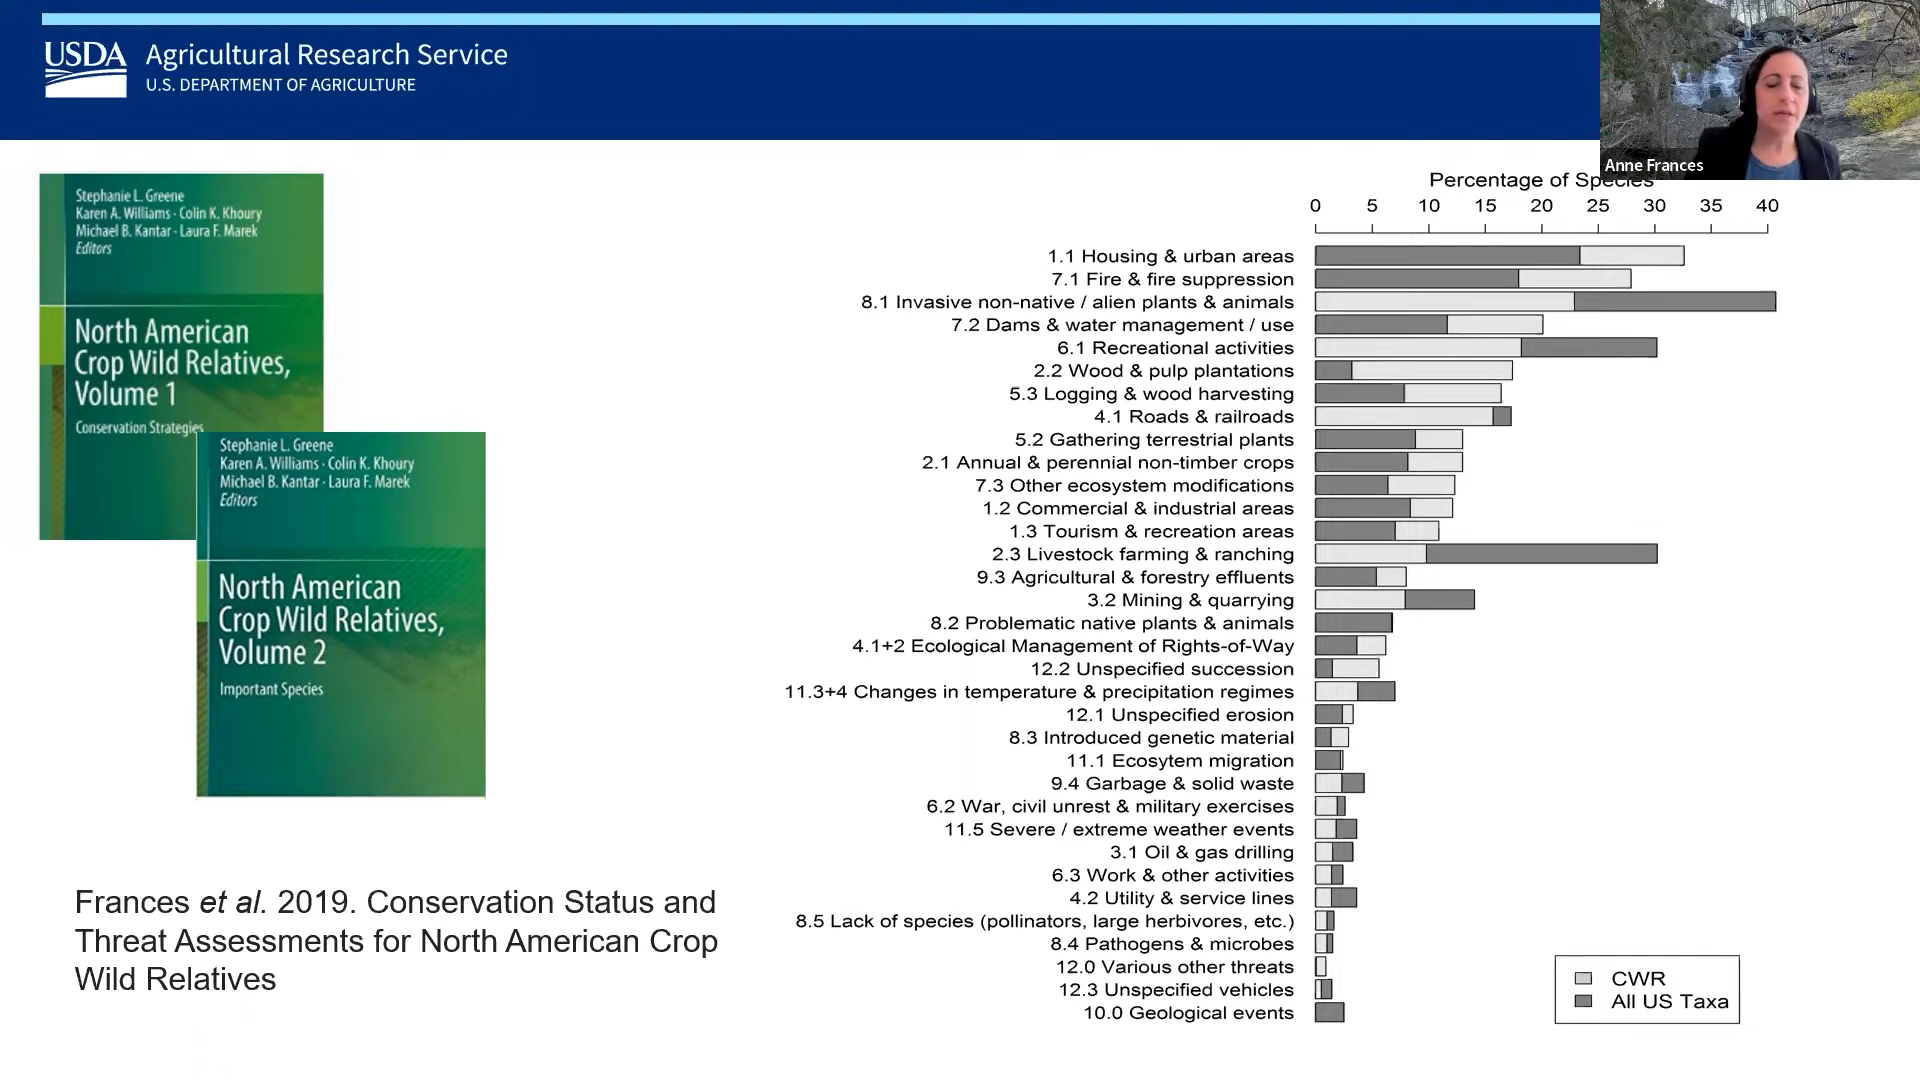 USDA
Agricultural Research Service
U.S. DEPARTMENT OF AGRICULTURE
Anne Frances
Stephanie L. Greene
Karen A. Williams · Colin K. Khoury
Michael B. Kantar · Laura F. Marek
Editors
North American
Crop Wild Relatives,
Volume 1
Conservation Strategies
Stephanie L. Greene
Karen A. Williams · Colin K. Khoury
Michael B. Kantar · Laura F. Marek
Editors
North American
Crop Wild Relatives,
Volume 2
Important Species
Frances et al. 2019. Conservation Status and
Threat Assessments for North American Crop
Wild Relatives
Percentage of Species
0 5 10 15 20 25 30 35 40
1.1 Housing & urban areas
7.1 Fire & fire suppression
8.1 Invasive non-native / alien plants & animals
7.2 Dams & water management / use
6.1 Recreational activities
2.2 Wood & pulp plantations
5.3 Logging & wood harvesting
4.1 Roads & railroads
5.2 Gathering terrestrial plants
2.1 Annual & perennial non-timber crops
7.3 Other ecosystem modifications
1.2 Commercial & industrial areas
1.3 Tourism & recreation areas
2.3 Livestock farming & ranching
9.3 Agricultural & forestry effluents
3.2 Mining & quarrying
8.2 Problematic native plants & animals
4.1+2 Ecological Management of Rights-of-Way
12.2 Unspecified succession
11.3+4 Changes in temperature & precipitation regimes
12.1 Unspecified erosion
8.3 Introduced genetic material
11.1 Ecosytem migration
9.4 Garbage & solid waste
6.2 War, civil unrest & military exercises
11.5 Severe / extreme weather events
3.1 Oil & gas drilling
6.3 Work & other activities
4.2 Utility & service lines
8.5 Lack of species (pollinators, large herbivores, etc.)
8.4 Pathogens & microbes
12.0 Various other threats
12.3 Unspecified vehicles
10.0 Geological events
CWR
All US Taxa